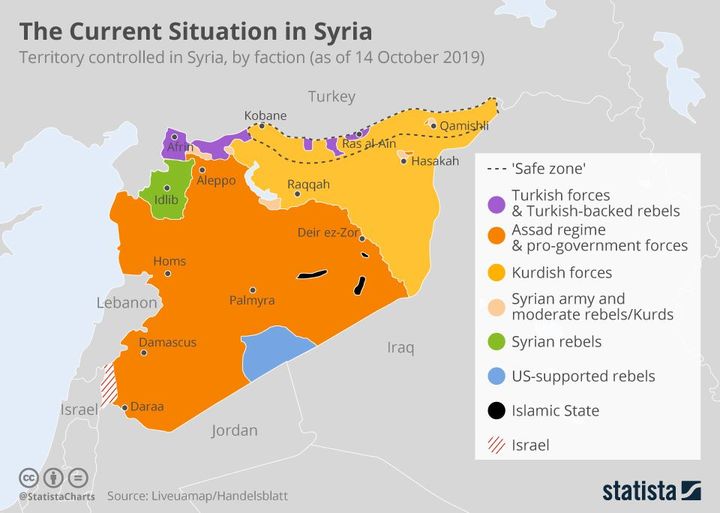 The Current Situation in Syria
Territory controlled in Syria, by faction (as of 14 October 2019)
Turkey
Kobane
Qamishli
Afrin
Ras al Ain
Hasakah
Aleppo
Raqqah
Idlib
Deir ez-Zor
Homs
Palmyra
Lebanon
Damascus
Iraq
Israel
Daraa
Jordan
'Safe zone'
Turkish forces
& Turkish-backed rebels
Assad regime
& pro-government forces
Kurdish forces
Syrian army and
moderate rebels/Kurds
Syrian rebels
US-supported rebels
Islamic State
Israel
cc
@StatistaCharts
Source: Liveuamap/Handelsblatt
statista